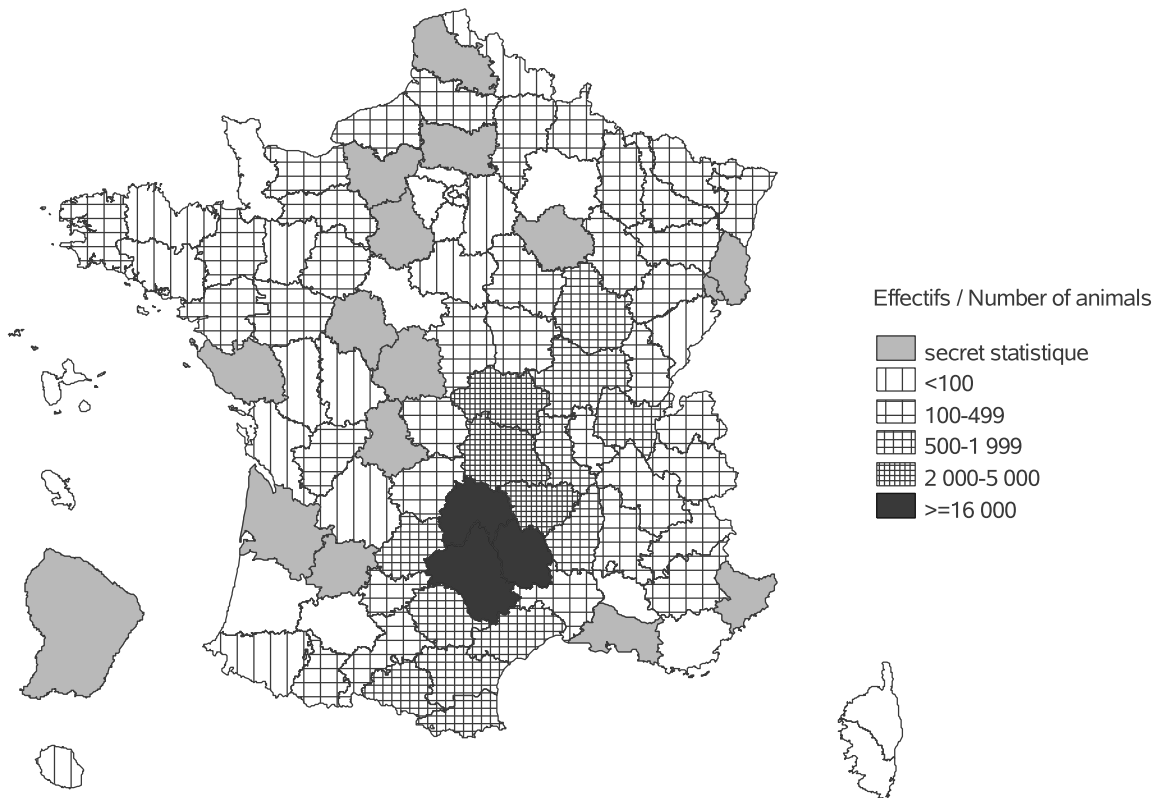 Effectifs / Number of animals
secret statistique
<100
100-499
500-1 999
2 000-5 000
>=16 000